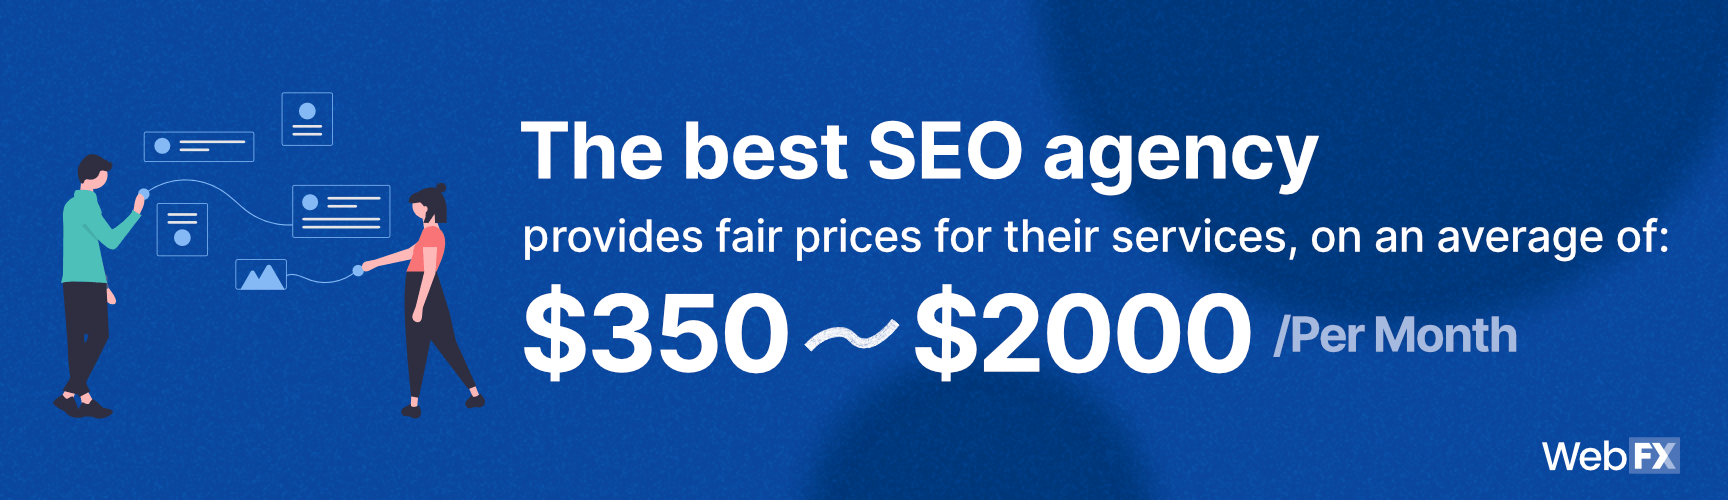 The best SEO agency
provides fair prices for their services, on an average of:
$350 ~ $2000 /Per Month
WebFX